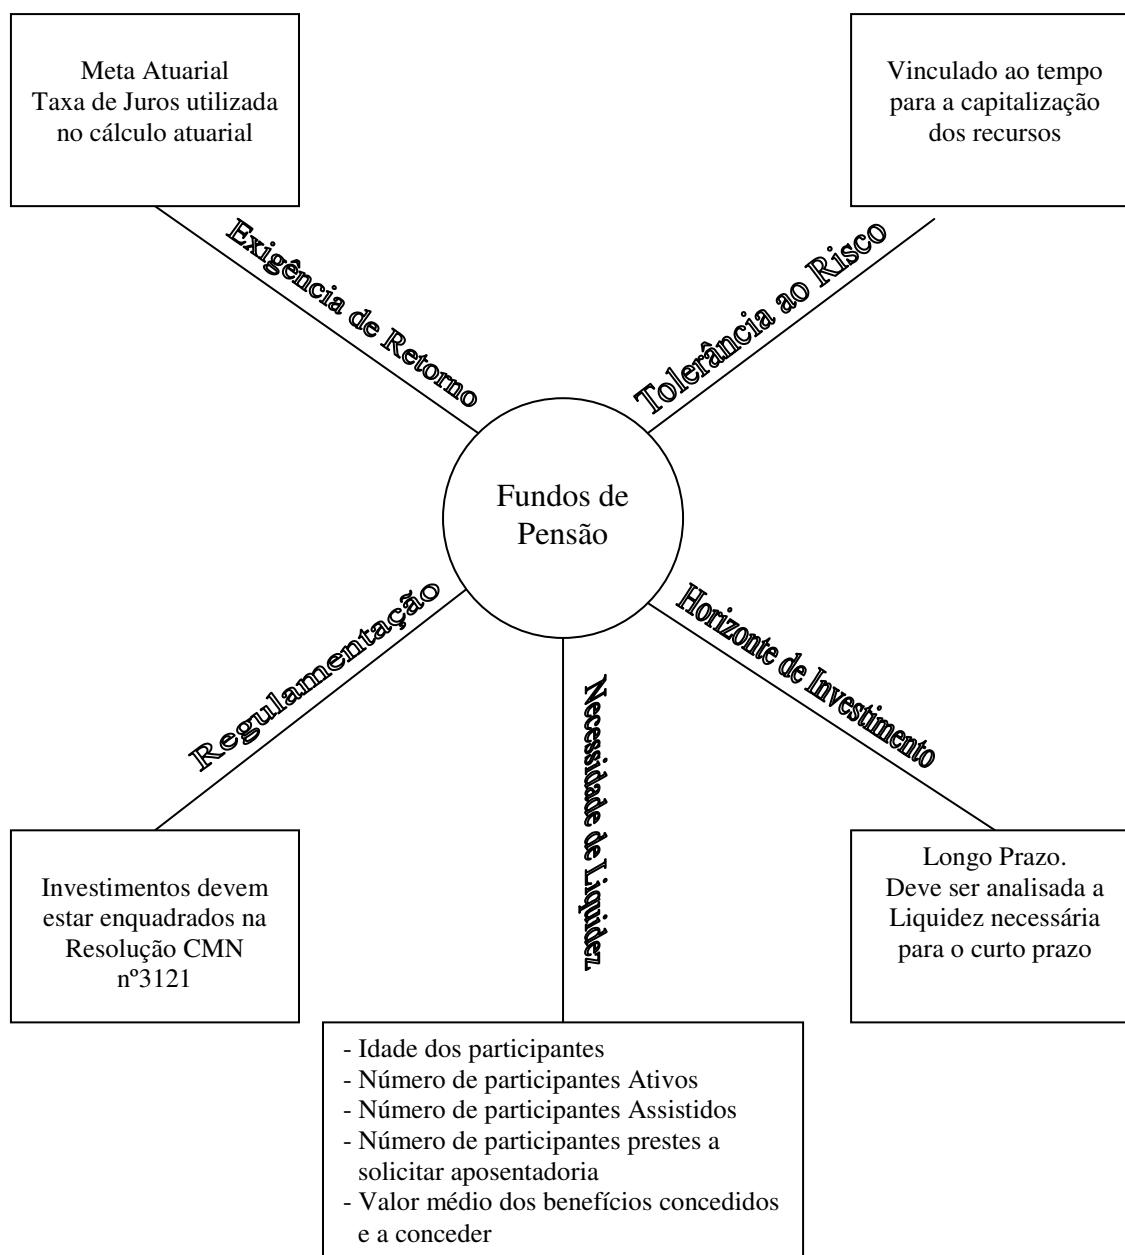 Meta Atuarial
Taxa de Juros utilizada
no cálculo atuarial
Vinculado ao tempo
para a capitalização
dos recursos
Exigência de Retorno
Tolerância ao Risco
Fundos de
Pensão
Regulamentação
Horizonte de Investimento
Necessidade de Liquidez
Investimentos devem
estar enquadrados na
Resolução CMN
nº3121
Longo Prazo.
Deve ser analisada a
Liquidez necessária
para o curto prazo
- Idade dos participantes
- Número de participantes Ativos
- Número de participantes Assistidos
- Número de participantes prestes a
solicitar aposentadoria
- Valor médio dos benefícios concedidos
e a conceder